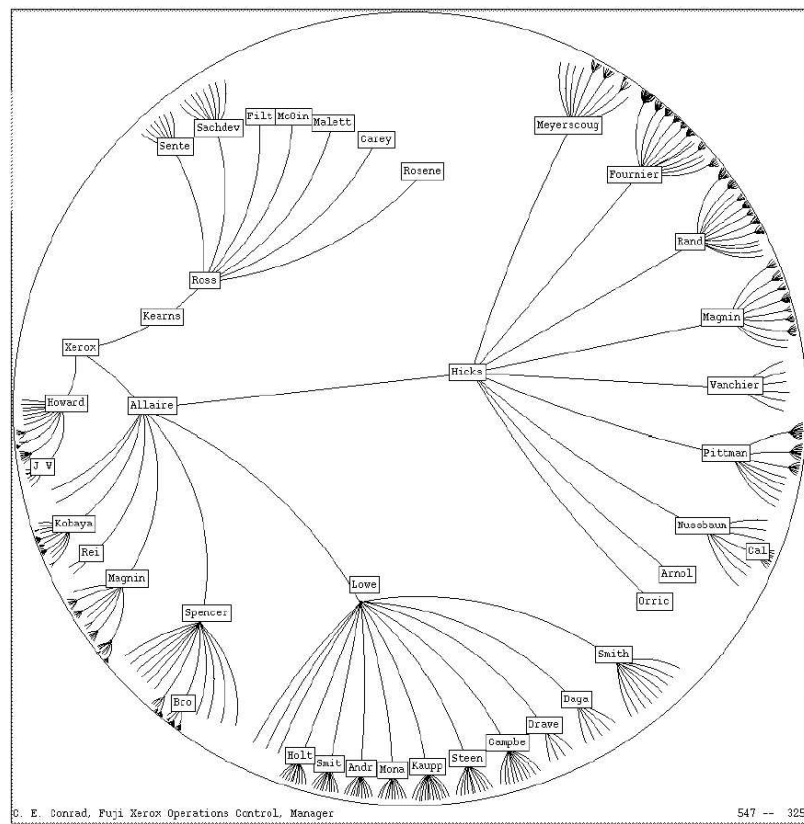 Filt
McOin
Malett
Sachdev
Meyerscoug
Carey
Sente
Rosene
Fournier
Rand
Ross
Kearns
Magnin
Xerox
Hicks
Vanchier
Howard
Allaire
Pittman
J W
Kobaya
Nussbaun
Rei
Cal
Magnin
Arnol
Lowe
Orric
Spencer
Smith
Bro
Daga
Drave
Campbe
Holt
Smit
Andr
Mona
Kaupp
Steen
C. E. Conrad, Fuji Xerox Operations Control, Manager
547 -- 325